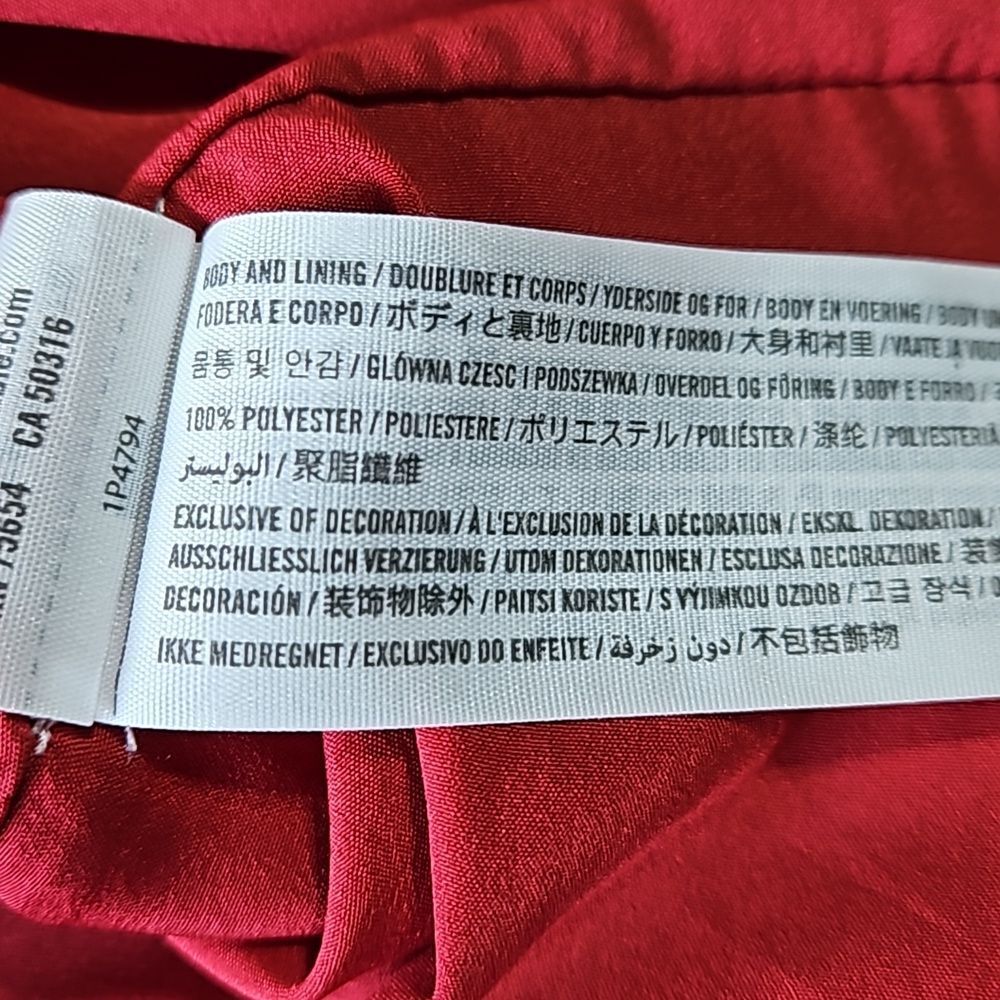 CA 50316
1P4794
BODY AND LINING / DOUBLURE ET CORPS / YDERSIDE OG FOR / BODY EN VOERING / BODY
FODERA E CORPO / ボディと裏地 / CUERPO Y FORRO / 大身和衬里 / VAATE JA
몸통 및 안감 / GLÓWNA CZESC I PODSZEWKA / OVERDEL OG FÔRING / BODY E FORRO /
100% POLYESTER / POLIESTERE / ポリエステル / POLIÉSTER / 涤纶 / POLYESTERIÄ
البوليستر / 聚脂纖維
EXCLUSIVE OF DECORATION / À L'EXCLUSION DE LA DÉCORATION / EKSKL. DEKORATION /
AUSSCHLIESSLICH VERZIERUNG / UTOM DEKORATIONEN / ESCLUSA DECORAZIONE /
DECORACIÓN / 装饰物除外 / PAITSI KORISTE / S VÝJIMKOU OZDOB / 고급 장식 /
IKKE MEDREGNET / EXCLUSIVO DO ENFEITE / دون زخرفة / 不包括飾物